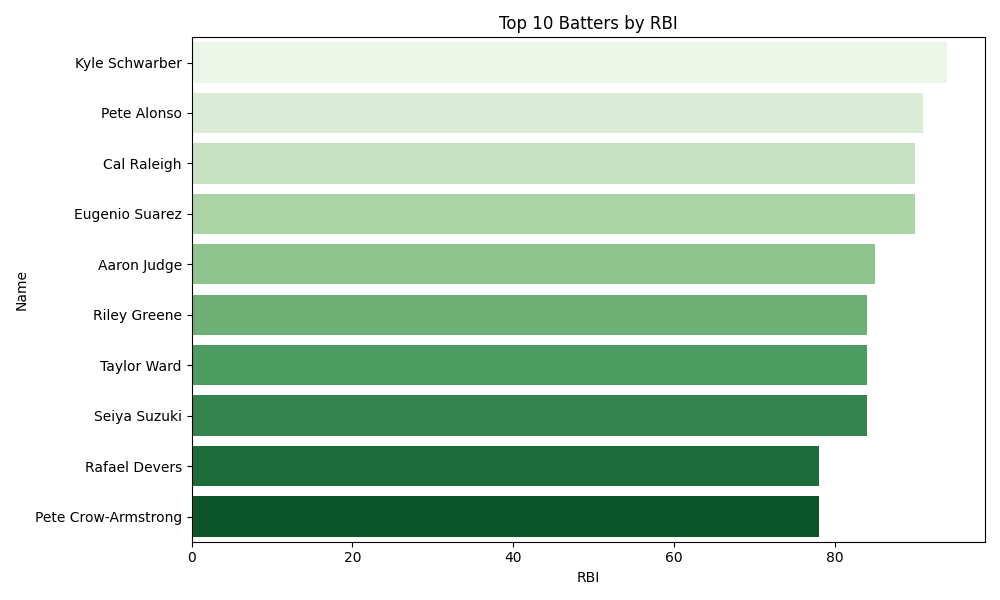 Top 10 Batters by RBI
Kyle Schwarber
Pete Alonso
Cal Raleigh
Eugenio Suarez
Aaron Judge
Riley Greene
Taylor Ward
Seiya Suzuki
Rafael Devers
Pete Crow-Armstrong
Name
0 20 40 60 80
RBI